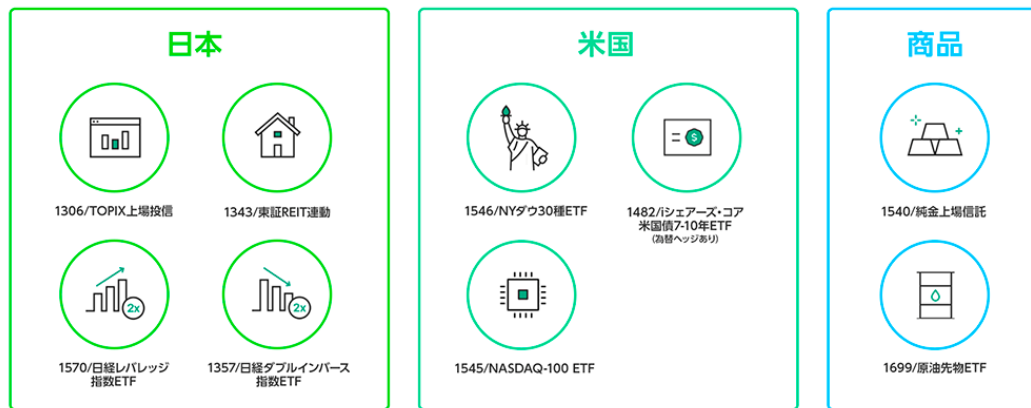 日本
1306/TOPIX上場投信
1343/東証REIT連動
2x
2x
1570/日経レバレッジ
指数ETF
1357/日経ダブルインバース
指数ETF
米国
$
1546/NYダウ30種ETF
1482/iシェアーズ・コア
米国債7-10年ETF
(為替ヘッジあり)
1545/NASDAQ-100 ETF
商品
1540/純金上場信託
1699/原油先物ETF